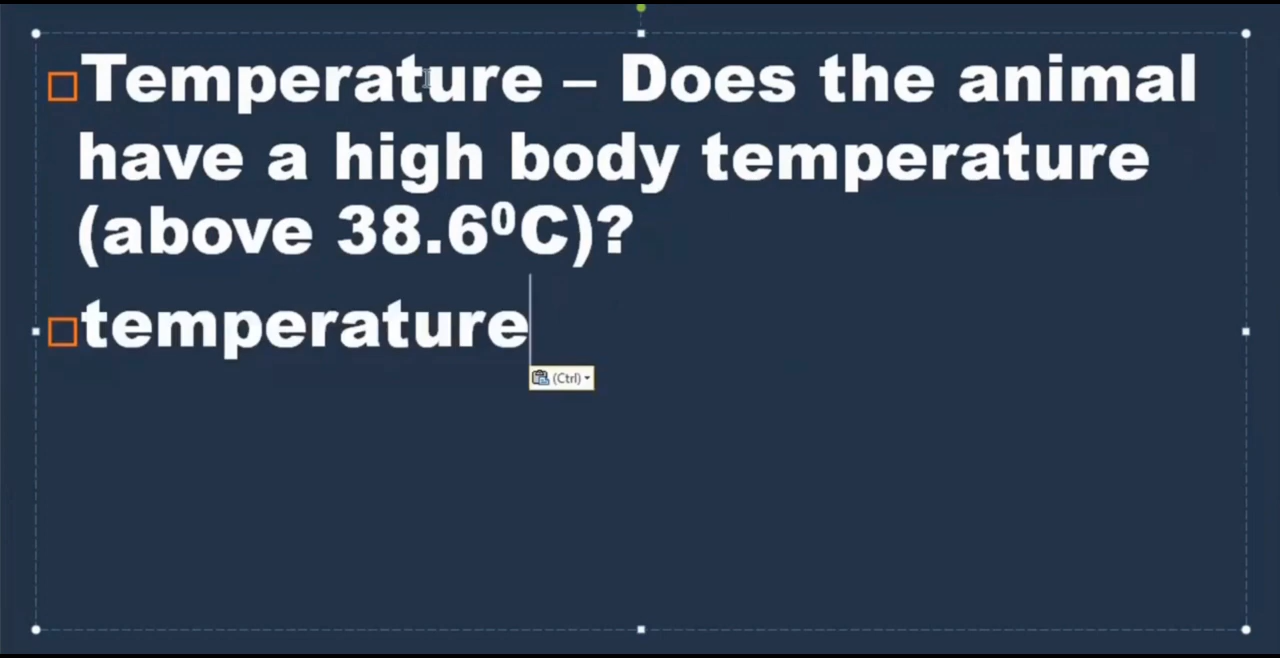 Temperature – Does the animal
have a high body temperature
(above 38.6⁰C)?
temperature
(Ctrl)